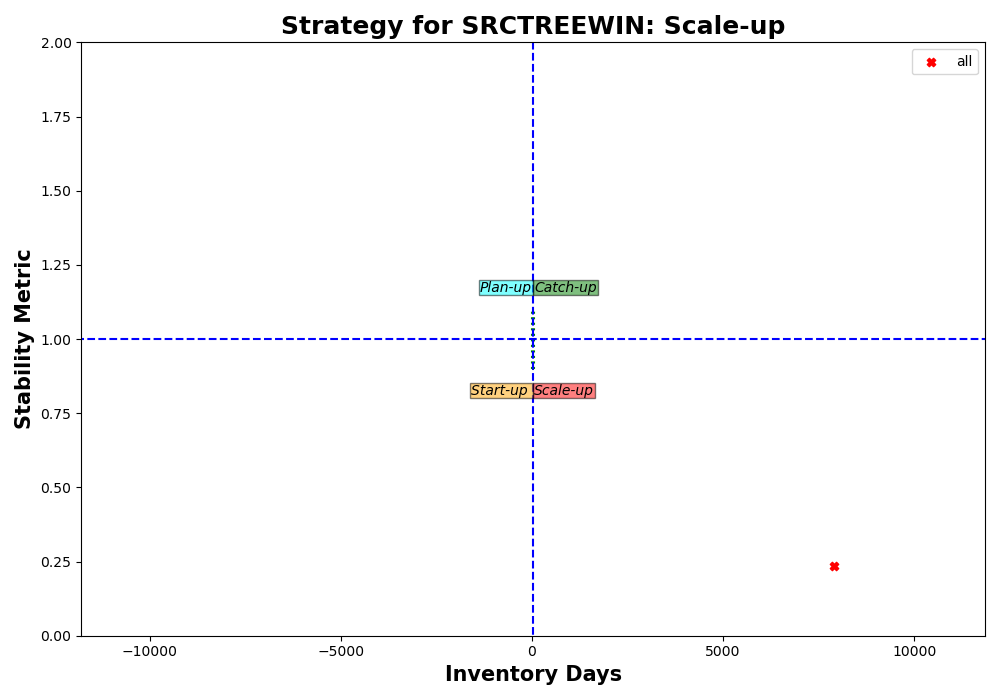 Strategy for SRCTREEWIN: Scale-up
all
Stability Metric
2.00
1.75
1.50
1.25
1.00
0.75
0.50
0.25
0.00
Plan-up
Catch-up
Start-up
Scale-up
−10000
−5000
0
5000
10000
Inventory Days